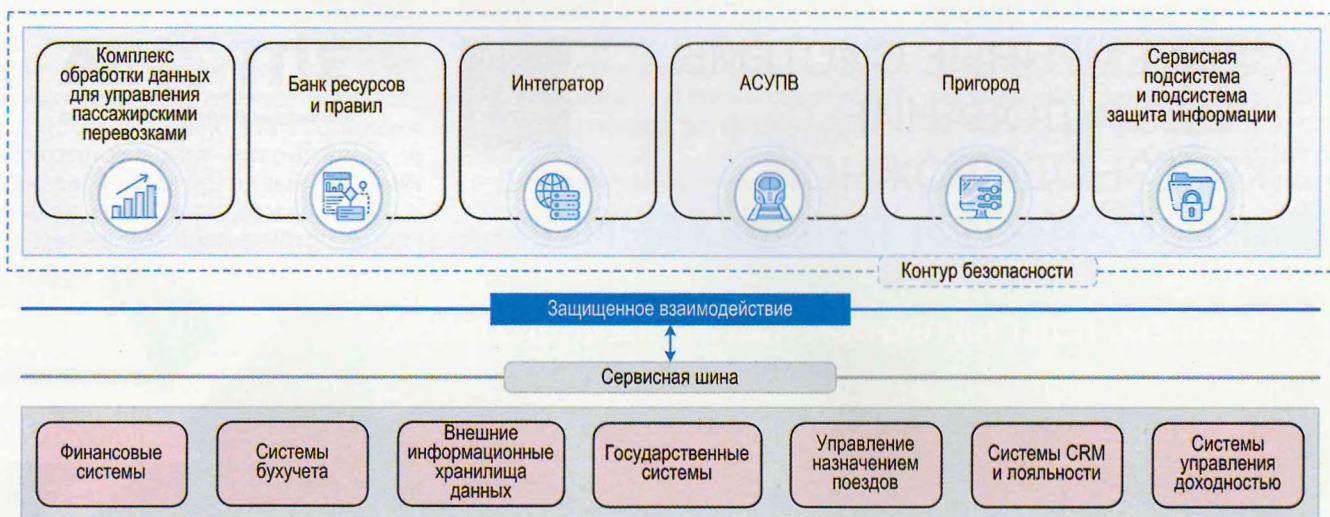 Комплекс
обработки данных
для управления
пассажирскими
перевозками
Банк ресурсов
и правил
Интегратор
АСУПВ
Пригород
Сервисная
подсистема
и подсистема
защита информации
Контур безопасности
Защищенное взаимодействие
Сервисная шина
Финансовые
системы
Системы
бухучета
Внешние
информационные
хранилища
данных
Государственные
системы
Управление
назначением
поездов
Системы CRM
и лояльности
Системы
управления
доходностью